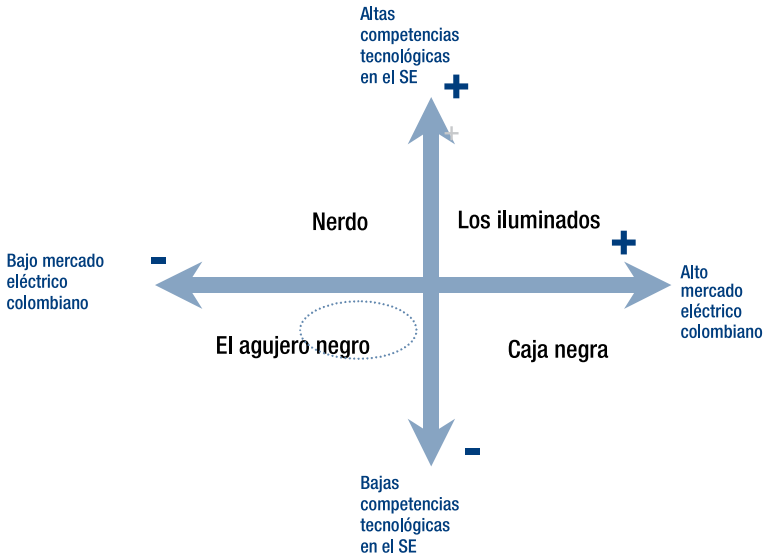 Altas
competencias
tecnológicas
en el SE
+
+
Nerdo
Los iluminados
+
-
Bajo mercado
eléctrico
colombiano
Alto
mercado
eléctrico
colombiano
El agujero negro
Caja negra
-
Bajas
competencias
tecnológicas
en el SE